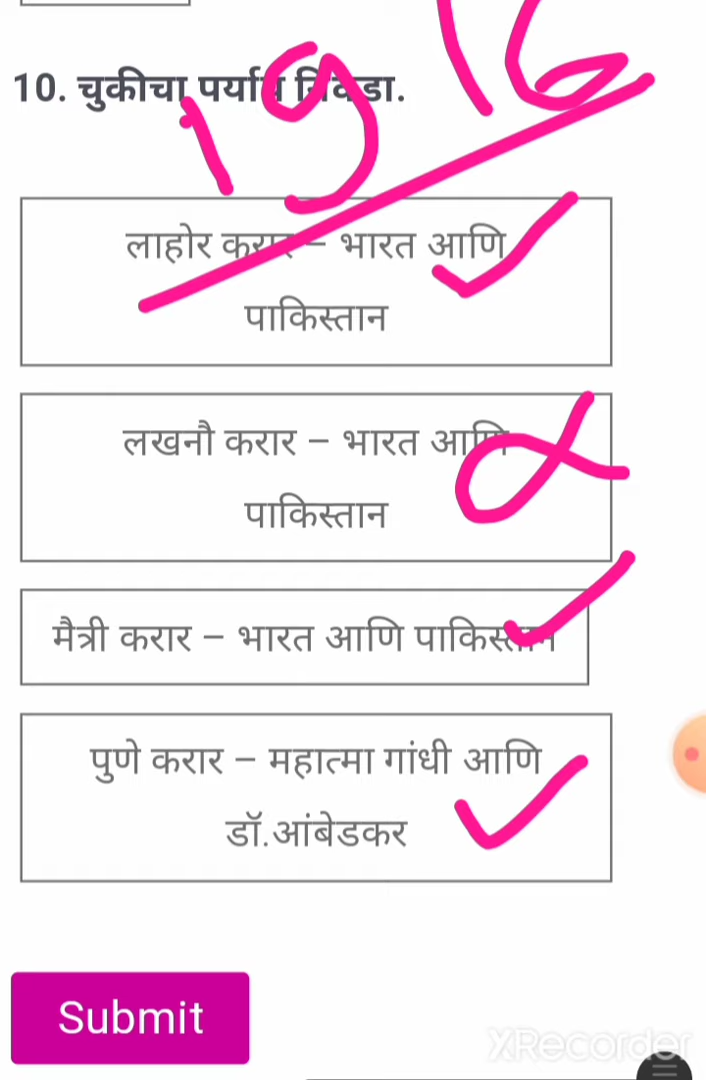 1916
10. चुकीचा पर्याय निवडा.
लाहोर करार – भारत आणि
पाकिस्तान
लखनौ करार – भारत आणि
पाकिस्तान
मैत्री करार – भारत आणि पाकिस्तान
पुणे करार – महात्मा गांधी आणि
डॉ.आंबेडकर
Submit
XRecorder